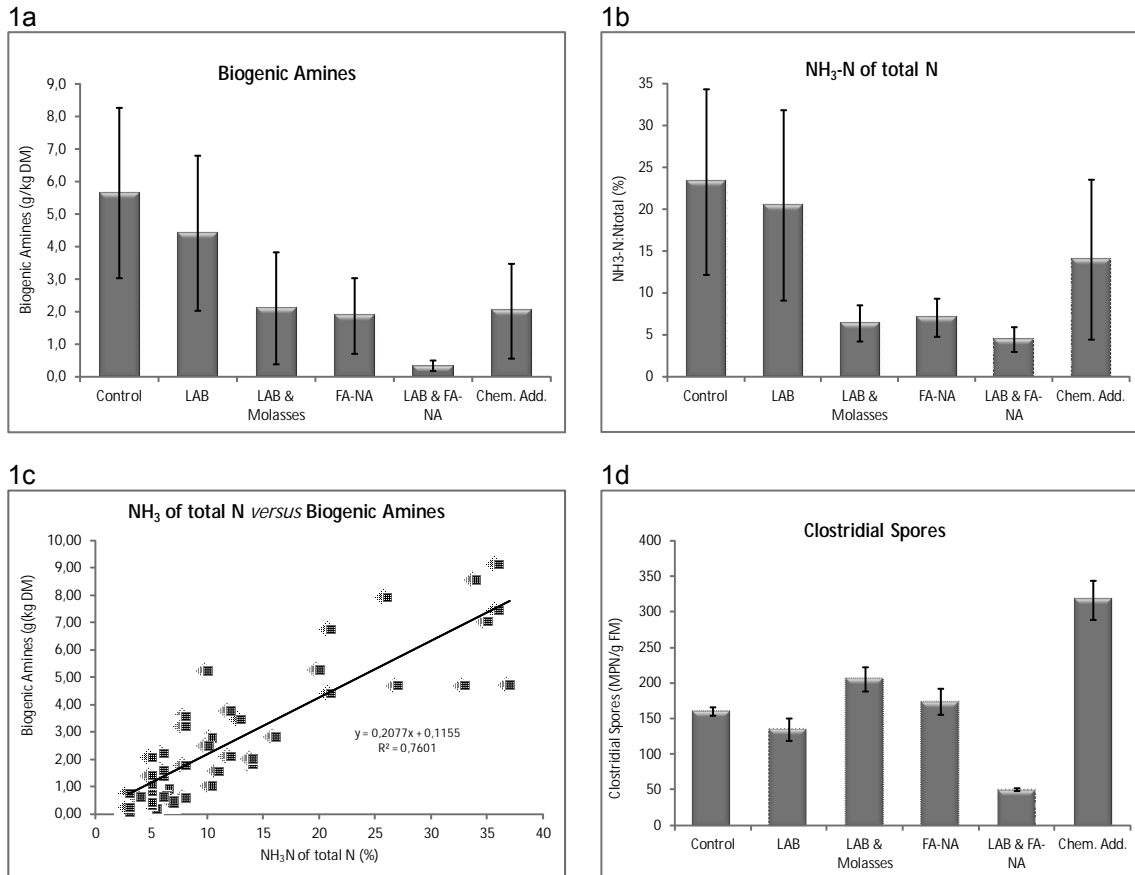 1a
Biogenic Amines
Biogenic Amines (g/kg DM)
9,0
8,0
7,0
6,0
5,0
4,0
3,0
2,0
1,0
0,0
Control
LAB
LAB &
Molasses
FA-NA
LAB & FA-
NA
Chem. Add.
1b
NH₃-N of total N
NH3-N:Ntotal (%)
35
30
25
20
15
10
5
0
Control
LAB
LAB &
Molasses
FA-NA
LAB & FA-
NA
Chem. Add.
1c
NH₃ of total N versus Biogenic Amines
Biogenic Amines (g(kg DM)
10,00
9,00
8,00
7,00
6,00
5,00
4,00
3,00
2,00
1,00
0,00
y = 0,2077x + 0,1155
R² = 0,7601
0 5 10 15 20 25 30 35 40
NH₃N of total N (%)
1d
Clostridial Spores
Clostridial Spores (MPN/g FM)
400
350
300
250
200
150
100
50
0
Control
LAB
LAB &
Molasses
FA-NA
LAB & FA-
NA
Chem. Add.